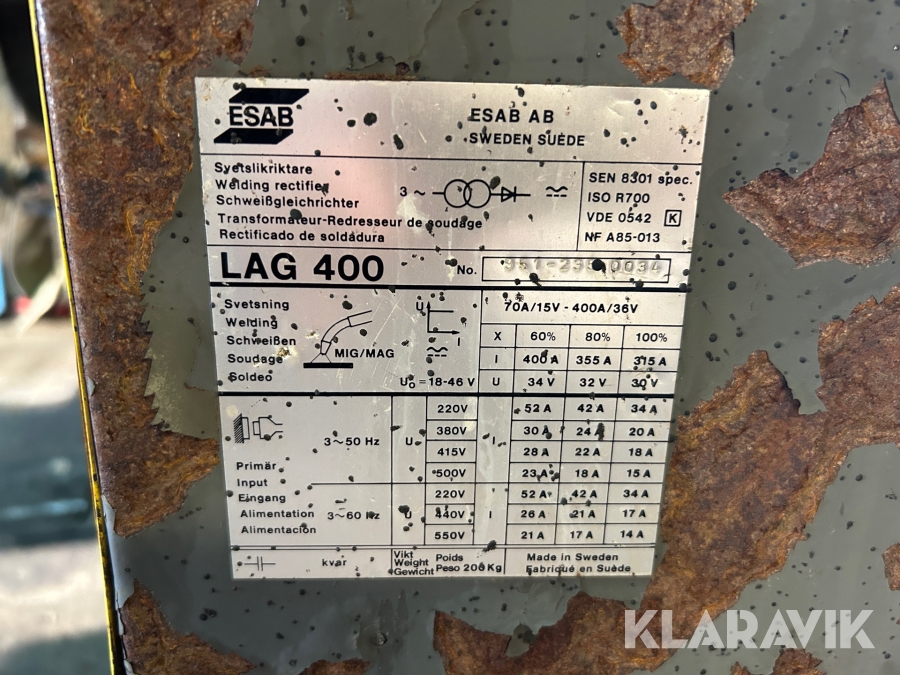 ESAB
ESAB AB
SWEDEN SUÈDE
Svetslikriktare
Welding rectifier
Schweißgleichrichter
Transformateur-Redresseur de soudage
Rectificado de soldadura
3 ~
SEN 8301 spec.
ISO R700
VDE 0542 K
NF A85-013
LAG 400
No.
Svetsning
Welding
Schweißen
Soudage
Soldeo
MIG/MAG
U
I
U₀ = 18-46 V
70A/15V - 400A/36V
X 60% 80% 100%
I 400 A 355 A 315 A
U 34 V 32 V 30 V
Primär
Input
Eingang
Alimentation
Alimentación
3~50 Hz U I
220V 52 A 42 A 34 A
380V 30 A 24 A 20 A
415V 28 A 22 A 18 A
500V 23 A 18 A 15 A
3~60 Hz U I
220V 52 A 42 A 34 A
440V 26 A 21 A 17 A
550V 21 A 17 A 14 A
kvar
Vikt Poids
Weight
Gewicht Peso 200 Kg
Made in Sweden
Fabriqué en Suède
KLARAVIK